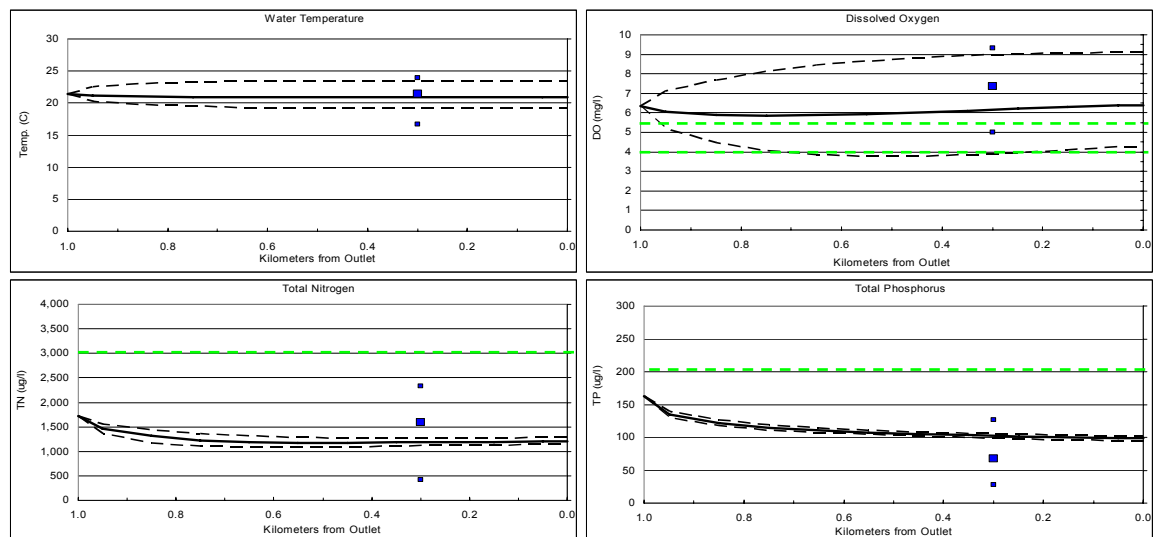 Water Temperature
30
25
20
15
10
5
0
Temp. (C)
1.0 0.8 0.6 0.4 0.2 0.0
Kilometers from Outlet
Dissolved Oxygen
10
9
8
7
6
5
4
3
2
1
0
DO (mg/l)
1.0 0.8 0.6 0.4 0.2 0.0
Kilometers from Outlet
Total Nitrogen
4,000
3,500
3,000
2,500
2,000
1,500
1,000
500
0
TN (ug/l)
1.0 0.8 0.6 0.4 0.2 0.0
Kilometers from Outlet
Total Phosphorus
300
250
200
150
100
50
0
TP (ug/l)
1.0 0.8 0.6 0.4 0.2 0.0
Kilometers from Outlet